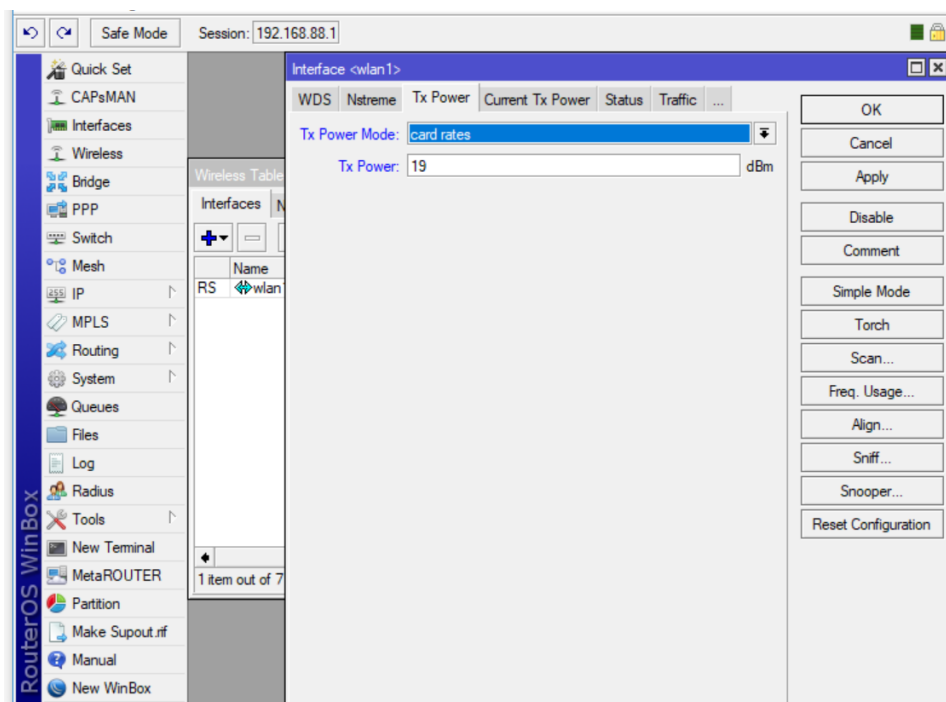 Safe Mode Session: 192.168.88.1
Quick Set
CAPsMAN
Interfaces
Wireless
Bridge
PPP
Switch
Mesh
IP
MPLS
Routing
System
Queues
Files
Log
Radius
Tools
New Terminal
MetaROUTER
Partition
Make Supout.rif
Manual
New WinBox
RouterOS WinBox
Wireless Table
Interfaces N
Name
RS wlan1
1 item out of 7
Interface <wlan1>
WDS Nstreme Tx Power Current Tx Power Status Traffic ...
Tx Power Mode: card rates
Tx Power: 19 dBm
OK
Cancel
Apply
Disable
Comment
Simple Mode
Torch
Scan...
Freq. Usage...
Align...
Sniff...
Snooper...
Reset Configuration